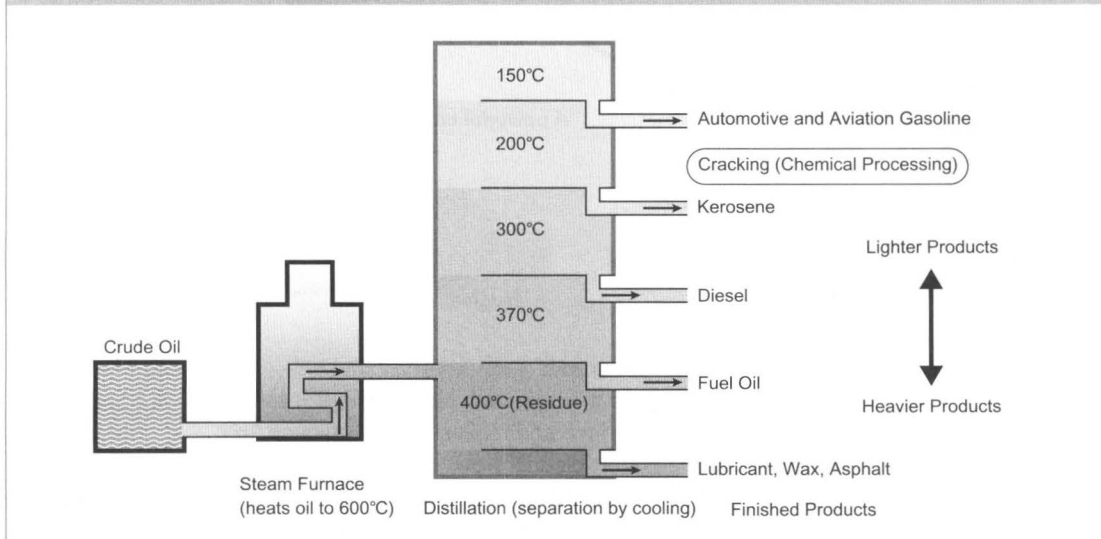 150°C
Automotive and Aviation Gasoline
200°C
Cracking (Chemical Processing)
Kerosene
300°C
Lighter Products
Diesel
370°C
Crude Oil
Fuel Oil
400°C(Residue)
Heavier Products
Lubricant, Wax, Asphalt
Steam Furnace
(heats oil to 600°C)
Distillation (separation by cooling)
Finished Products